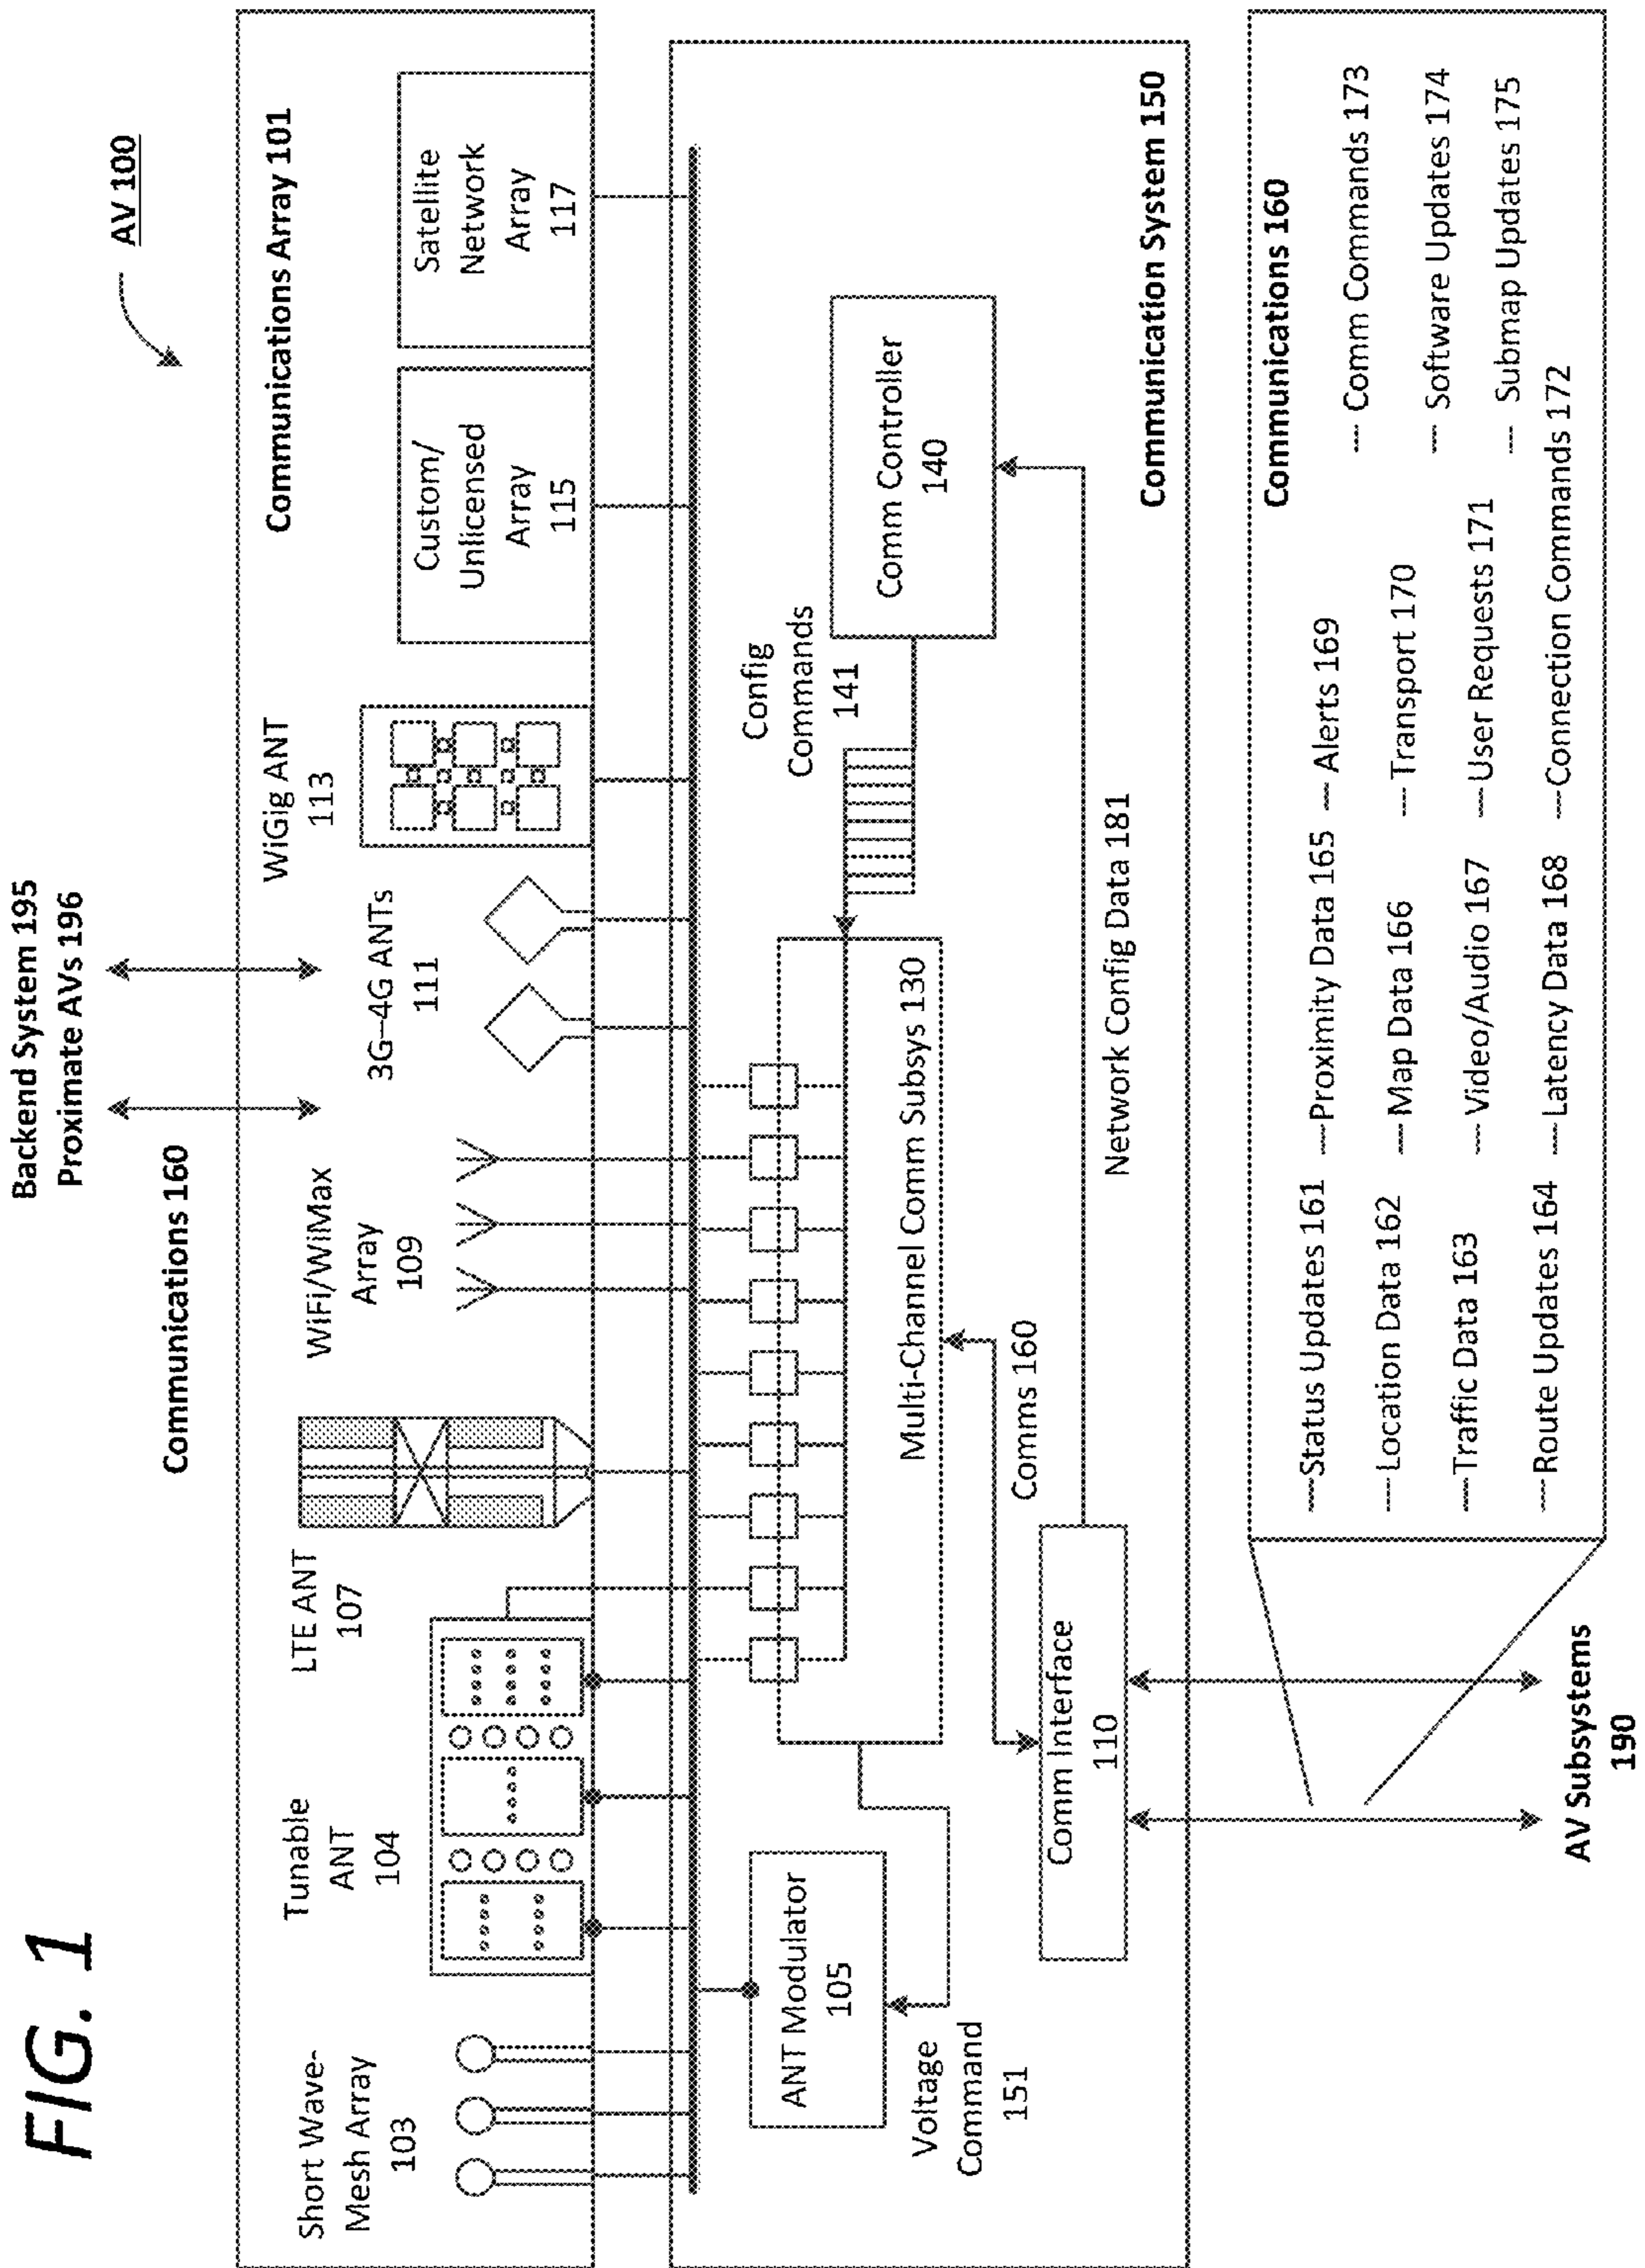 FIG. 1
Backend System 195
Proximate AVs 196
Communications 160
AV 100
Communications Array 101
Short Wave-
Mesh Array
103
Tunable
ANT
104
LTE ANT
107
WiFi/WiMax
Array
109
3G–4G ANTs
111
WiGig ANT
113
Custom/
Unlicensed
Array
115
Satellite
Network
Array
117
ANT Modulator
105
Voltage
Command
151
Multi-Channel Comm Subsys 130
Config
Commands
141
Comm Controller
140
Comms 160
Network Config Data 181
Comm Interface
110
Communication System 150
AV Subsystems
190
Communications 160
---Status Updates 161
---Location Data 162
---Traffic Data 163
---Route Updates 164
---Proximity Data 165
---Map Data 166
---Video/Audio 167
---Latency Data 168
---Alerts 169
---Transport 170
---User Requests 171
---Connection Commands 172
--- Comm Commands 173
--- Software Updates 174
--- Submap Updates 175